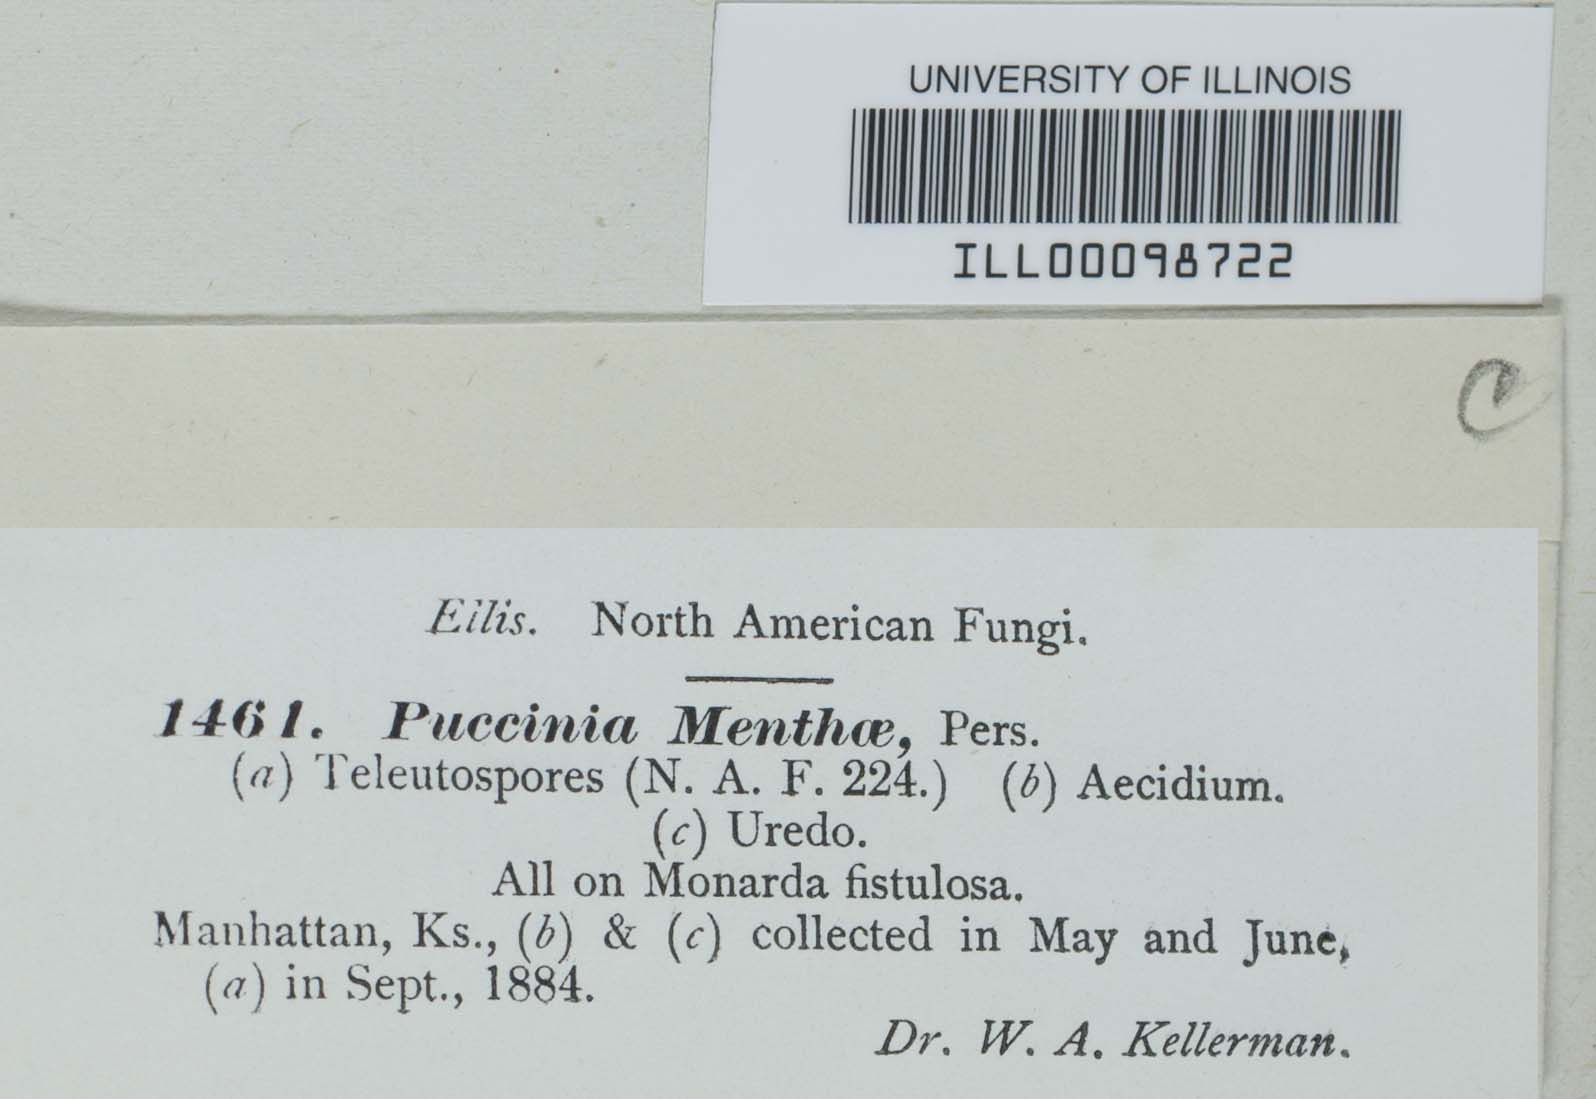 UNIVERSITY OF ILLINOIS
ILL00098722
C
Ellis. North American Fungi.
1461. Puccinia Menthæ, Pers.
(a) Teleutospores (N. A. F. 224.) (b) Aecidium.
(c) Uredo.
All on Monarda fistulosa.
Manhattan, Ks., (b) & (c) collected in May and June,
(a) in Sept., 1884.
Dr. W. A. Kellerman.